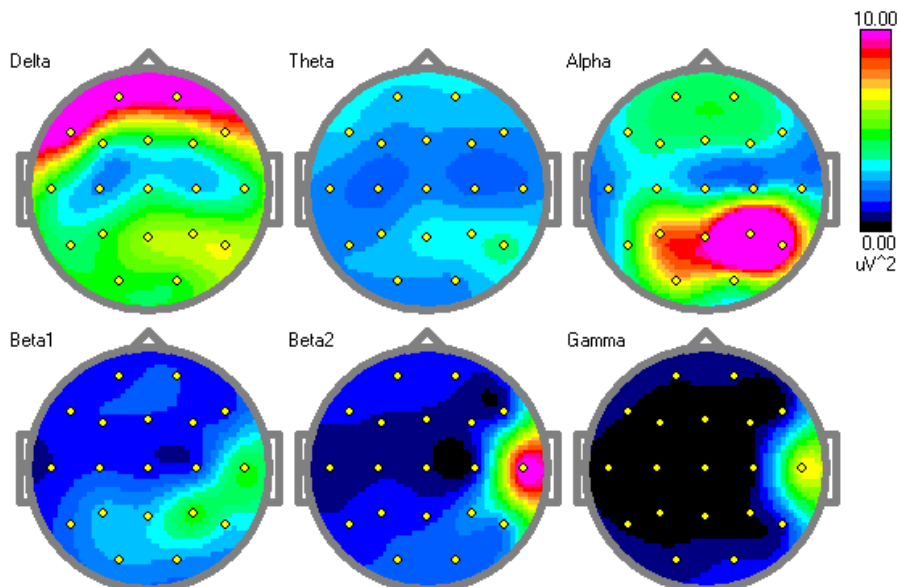 10.00
Delta
Theta
Alpha
0.00
uV^2
Beta1
Beta2
Gamma